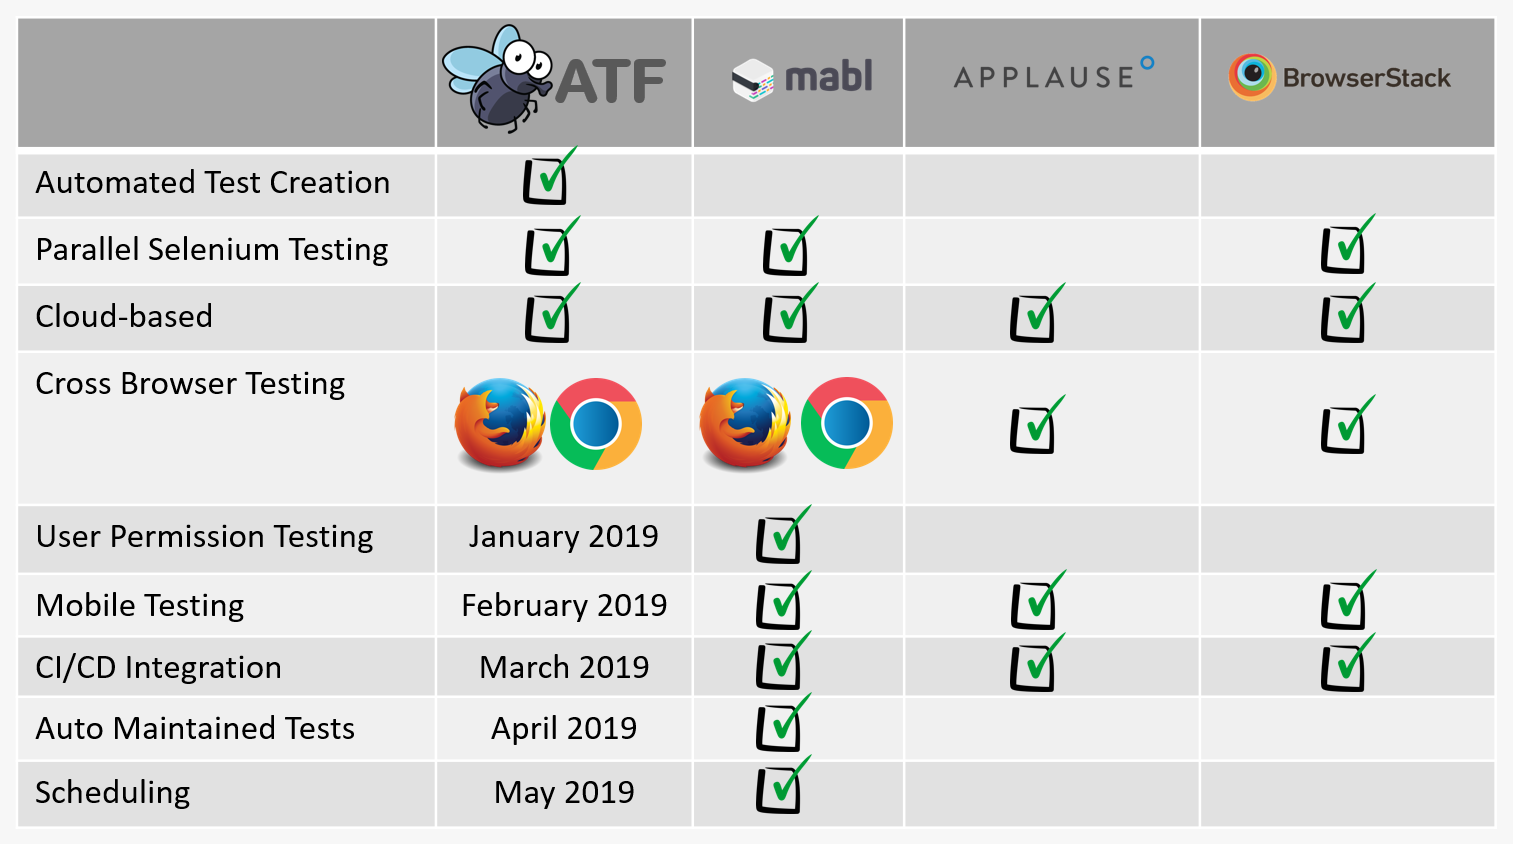 ATF
mabl
APPLAUSE
BrowserStack
Automated Test Creation
Parallel Selenium Testing
Cloud-based
Cross Browser Testing
User Permission Testing
January 2019
Mobile Testing
February 2019
CI/CD Integration
March 2019
Auto Maintained Tests
April 2019
Scheduling
May 2019